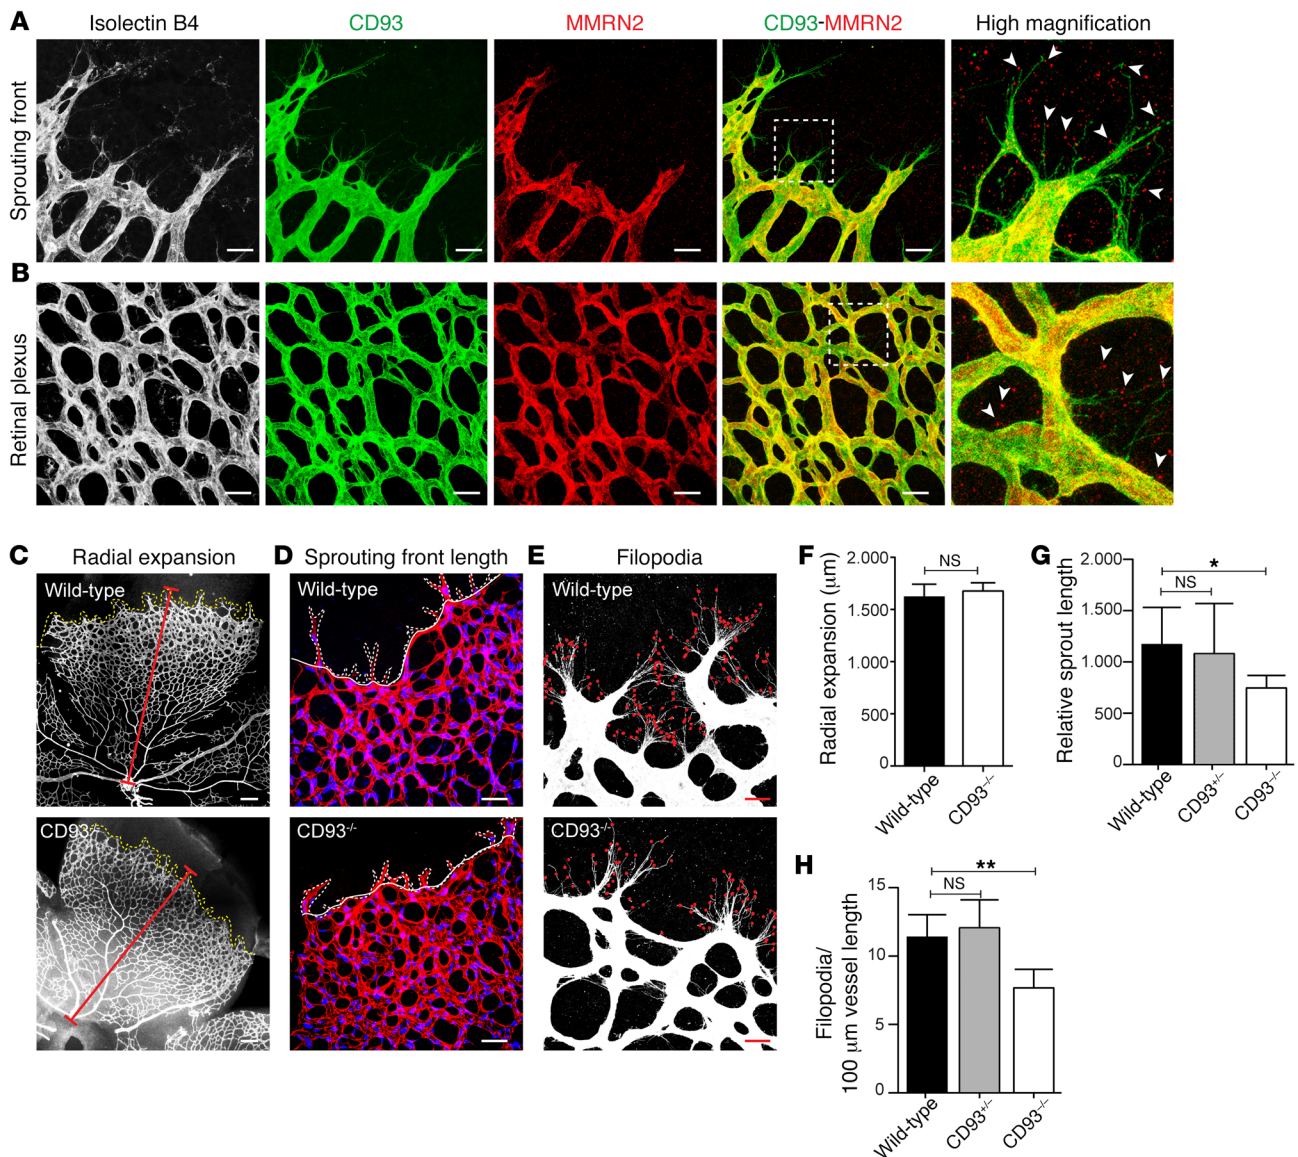 A
Isolectin B4
CD93
MMRN2
CD93-MMRN2
High magnification
Sprouting front
B
Retinal plexus
C
Radial expansion
Wild-type
CD93-/-
D
Sprouting front length
Wild-type
CD93-/-
E
Filopodia
Wild-type
CD93-/-
F
Radial expansion (μm)
2.000
1.500
1.000
500
0
NS
Wild-type
CD93-/-
G
Relative sprout length
2.000
1.500
1.000
500
0
*
NS
Wild-type
CD93+/-
CD93-/-
H
Filopodia/
100 μm vessel length
15
10
5
0
**
NS
Wild-type
CD93+/-
CD93-/-